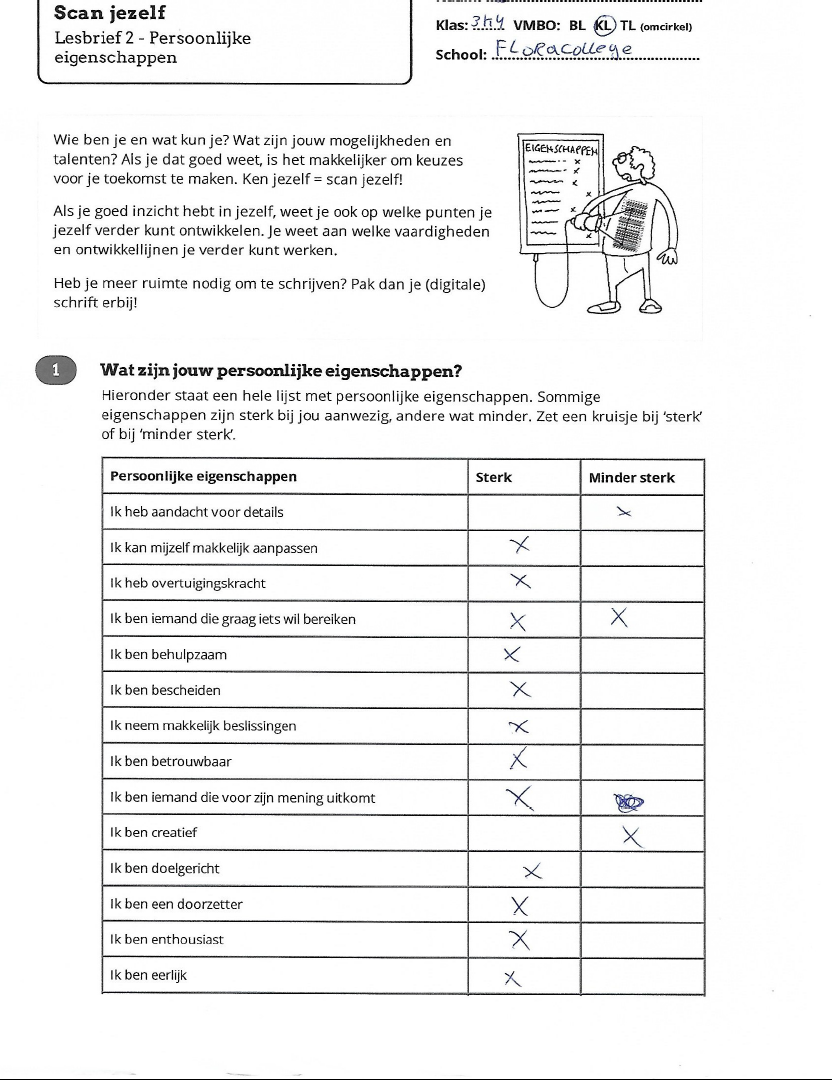 Scan jezelf
Lesbrief 2 - Persoonlijke
eigenschappen
Klas: 3hy VMBO: BL KL TL (omcirkel)
School: FLoRacollege
Wie ben je en wat kun je? Wat zijn jouw mogelijkheden en
talenten? Als je dat goed weet, is het makkelijker om keuzes
voor je toekomst te maken. Ken jezelf = scan jezelf!
Als je goed inzicht hebt in jezelf, weet je ook op welke punten je
jezelf verder kunt ontwikkelen. Je weet aan welke vaardigheden
en ontwikkellijnen je verder kunt werken.
Heb je meer ruimte nodig om te schrijven? Pak dan je (digitale)
schrift erbij!
EIGENSCHAPPEN
1 Wat zijn jouw persoonlijke eigenschappen?
Hieronder staat een hele lijst met persoonlijke eigenschappen. Sommige
eigenschappen zijn sterk bij jou aanwezig, andere wat minder. Zet een kruisje bij ‘sterk’
of bij ‘minder sterk’.
Persoonlijke eigenschappen Sterk Minder sterk
Ik heb aandacht voor details x
Ik kan mijzelf makkelijk aanpassen x
Ik heb overtuigingskracht x
Ik ben iemand die graag iets wil bereiken x x
Ik ben behulpzaam x
Ik ben bescheiden x
Ik neem makkelijk beslissingen x
Ik ben betrouwbaar x
Ik ben iemand die voor zijn mening uitkomt x
Ik ben creatief x
Ik ben doelgericht x
Ik ben een doorzetter x
Ik ben enthousiast x
Ik ben eerlijk x